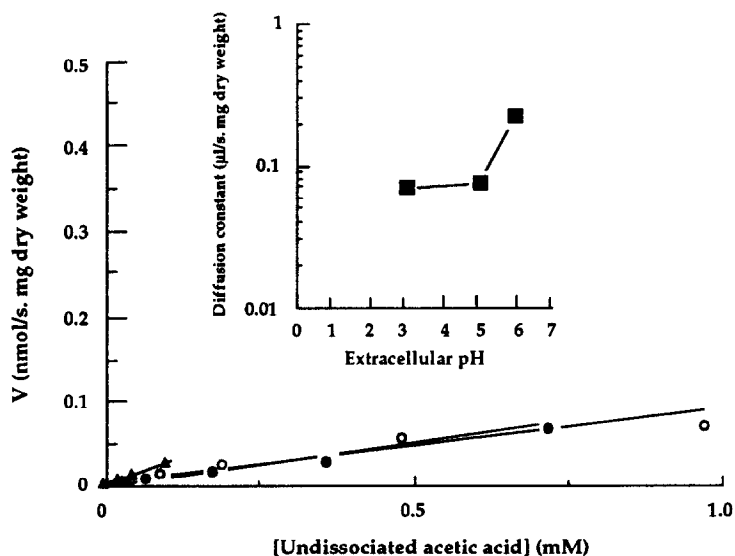 V (nmol/s. mg dry weight)
0.5
0.4
0.3
0.2
0.1
0
0
0.5
1.0
[Undissociated acetic acid] (mM)
Diffusion constant (µl/s. mg dry weight)
1
0.1
0.01
0 1 2 3 4 5 6 7
Extracellular pH